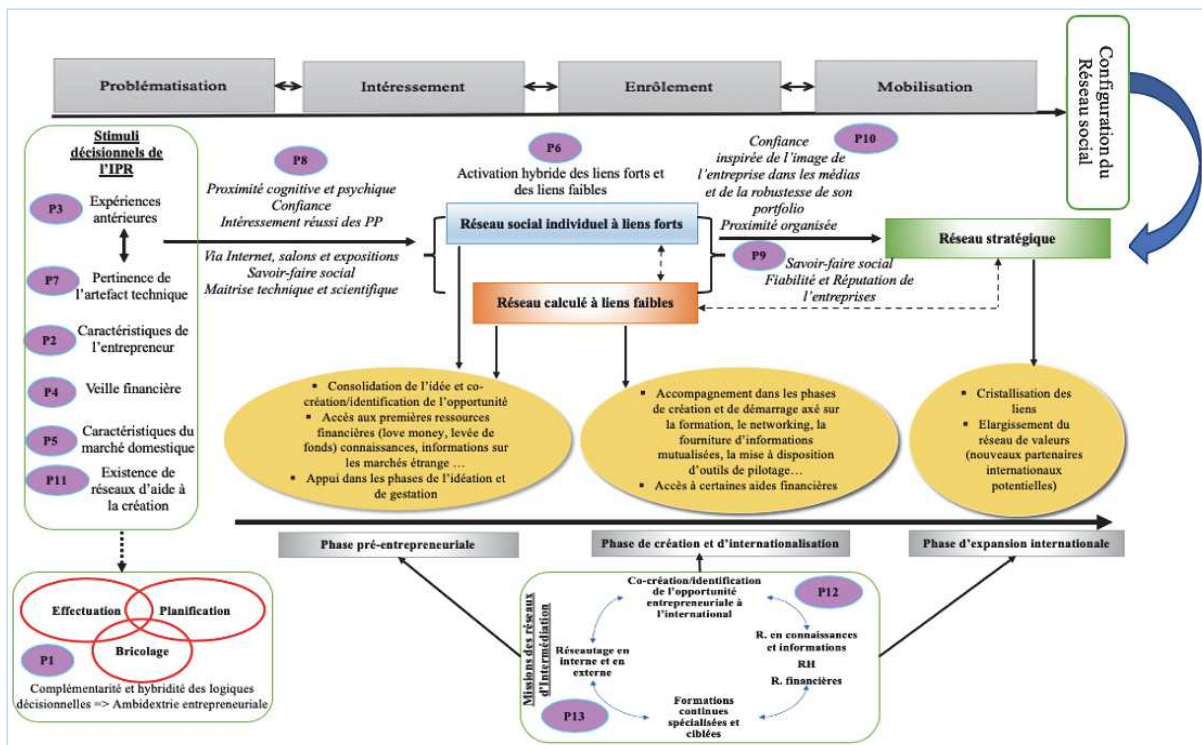 Problématisation
Intéressement
Enrôlement
Mobilisation
Configuration du
Réseau social
Stimuli
décisionnels de
l'IPR
P3
Expériences
antérieures
P7
Pertinence de
l'artefact technique
P2
Caractéristiques de
l'entrepreneur
P4
Veille financière
P5
Caractéristiques du
marché domestique
P11
Existence de
réseaux d'aide à
la création
P8
Proximité cognitive et psychique
Confiance
Intéressement réussi des PP
Via Internet, salons et expositions
Savoir-faire social
Maitrise technique et scientifique
P6
Activation hybride des liens forts et
des liens faibles
Réseau social individuel à liens forts
Réseau calculé à liens faibles
P10
Confiance
inspirée de l'image de
l'entreprise dans les médias
et de la robustesse de son
portfolio
Proximité organisée
P9
Savoir-faire social
Fiabilité et Réputation de
l'entreprises
Réseau stratégique
▪ Consolidation de l'idée et co-
création/identification de l'opportunité
▪ Accès aux premières ressources
financières (love money, levée de
fonds) connaissances, informations sur
les marchés étrange …
▪ Appui dans les phases de l'idéation et
de gestation
▪ Accompagnement dans les phases
de création et de démarrage axé sur
la formation, le networking, la
fourniture d'informations
mutualisées, la mise à disposition
d'outils de pilotage…
▪ Accès à certaines aides financières
▪ Cristallisation des
liens
▪ Elargissement du
réseau de valeurs
(nouveaux partenaires
internationaux
potentielles)
Phase pré-entrepreneuriale
Phase de création et d'internationalisation
Phase d'expansion internationale
Effectuation
Planification
Bricolage
P1
Complémentarité et hybridité des logiques
décisionnelles => Ambidextrie entrepreneuriale
Missions des réseaux
d'Intermédiation
Co-création/identification
de l'opportunité
entrepreneuriale à
l'international
P12
R. en connaissances
et informations
RH
R. financières
Réseautage en
interne et en
externe
P13
Formations
continues
spécialisées et
ciblées